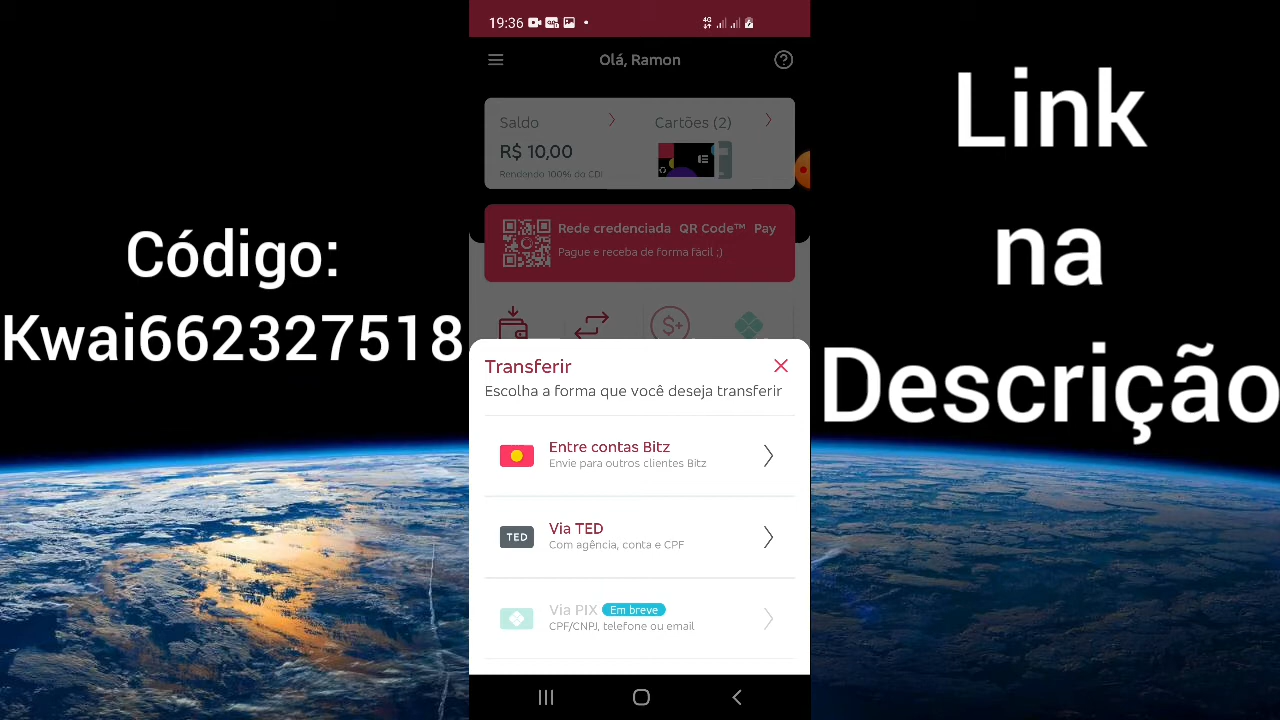 19:36
4G
Olá, Ramon
Saldo
Cartões (2)
R$ 10,00
Rendendo 100% do CDI
Rede credenciada QR Code™ Pay
Pague e receba de forma fácil ;)
Transferir
Escolha a forma que você deseja transferir
Entre contas Bitz
Envie para outros clientes Bitz
TED
Via TED
Com agência, conta e CPF
Via PIX Em breve
CPF/CNPJ, telefone ou email
Código:
Kwai662327518
Link
na
Descrição